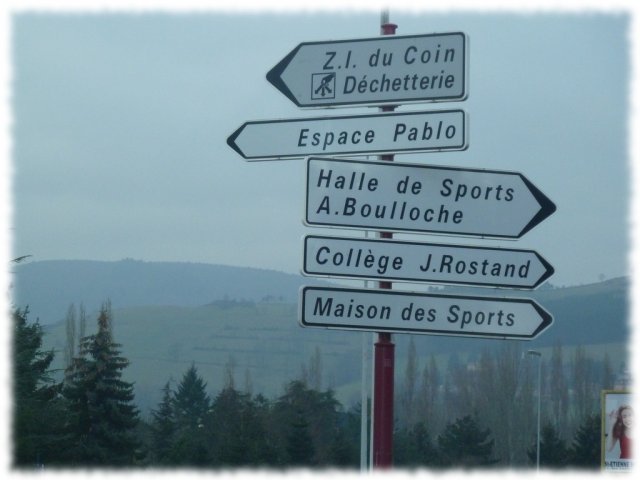 Z.I. du Coin
Déchetterie
Espace Pablo
Halle de Sports
A.Boulloche
Collège J.Rostand
Maison des Sports